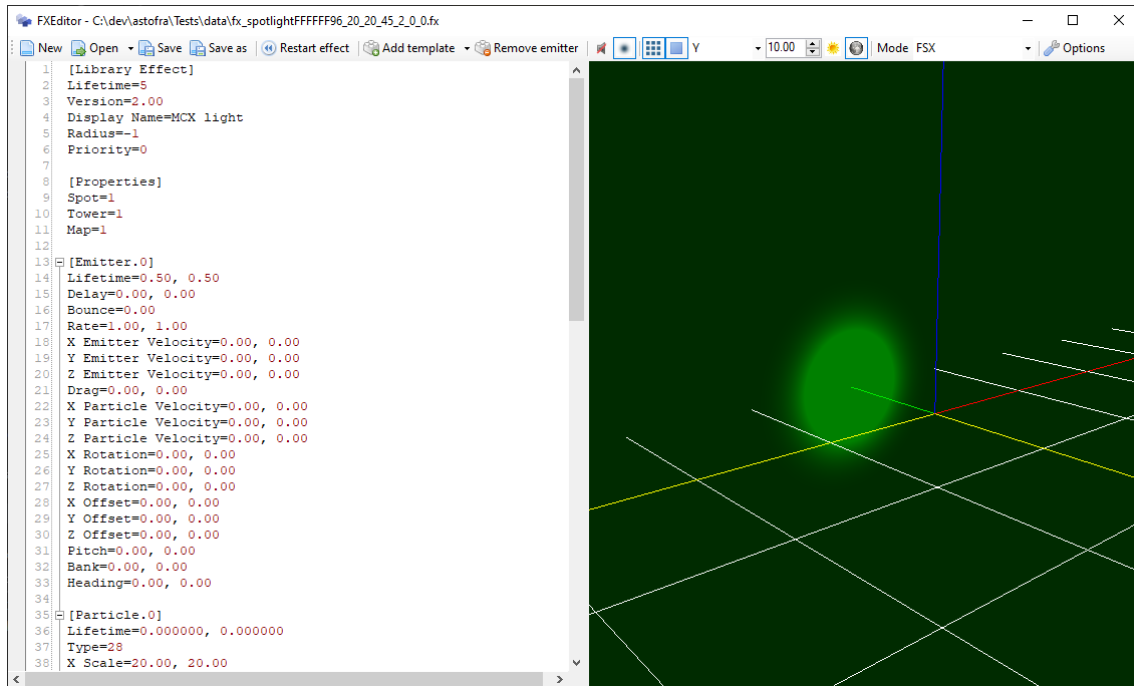 FXEditor - C:\dev\astofra\Tests\data\fx_spotlightFFFFFF96_20_20_45_2_0_0.fx
New Open Save Save as Restart effect Add template Remove emitter Y 10.00 Mode FSX Options
1 [Library Effect]
2 Lifetime=5
3 Version=2.00
4 Display Name=MCX light
5 Radius=-1
6 Priority=0
7
8 [Properties]
9 Spot=1
10 Tower=1
11 Map=1
12
13 [Emitter.0]
14 Lifetime=0.50, 0.50
15 Delay=0.00, 0.00
16 Bounce=0.00
17 Rate=1.00, 1.00
18 X Emitter Velocity=0.00, 0.00
19 Y Emitter Velocity=0.00, 0.00
20 Z Emitter Velocity=0.00, 0.00
21 Drag=0.00, 0.00
22 X Particle Velocity=0.00, 0.00
23 Y Particle Velocity=0.00, 0.00
24 Z Particle Velocity=0.00, 0.00
25 X Rotation=0.00, 0.00
26 Y Rotation=0.00, 0.00
27 Z Rotation=0.00, 0.00
28 X Offset=0.00, 0.00
29 Y Offset=0.00, 0.00
30 Z Offset=0.00, 0.00
31 Pitch=0.00, 0.00
32 Bank=0.00, 0.00
33 Heading=0.00, 0.00
34
35 [Particle.0]
36 Lifetime=0.000000, 0.000000
37 Type=28
38 X Scale=20.00, 20.00